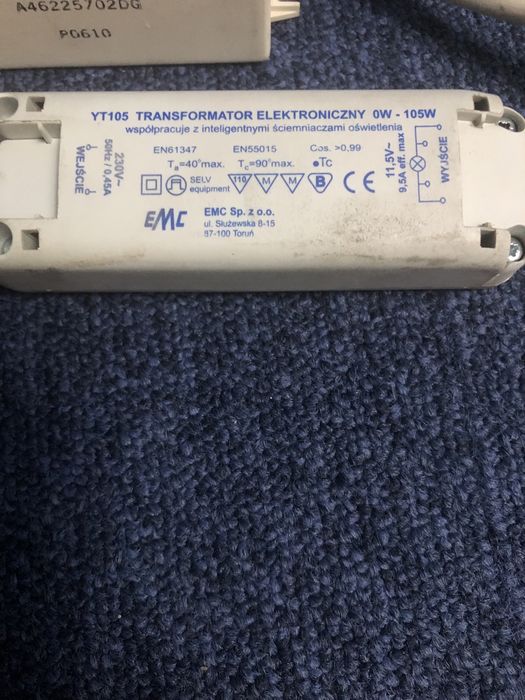 A46225702DG
P0610
YT105 TRANSFORMATOR ELEKTRONICZNY 0W - 105W
współpracuje z inteligentnymi ściemniaczami oświetlenia
EN61347 EN55015 Cos. >0,99
Ta=40°max. Tc=90°max. •TC
WEJŚCIE
230V~
50Hz / 0,45A
SELV
equipment
110 M M B CE
11,5V~
9.5A eff. max
WYJŚCIE
EMC
EMC Sp. z o.o.
ul. Służewska 8-15
87-100 Toruń